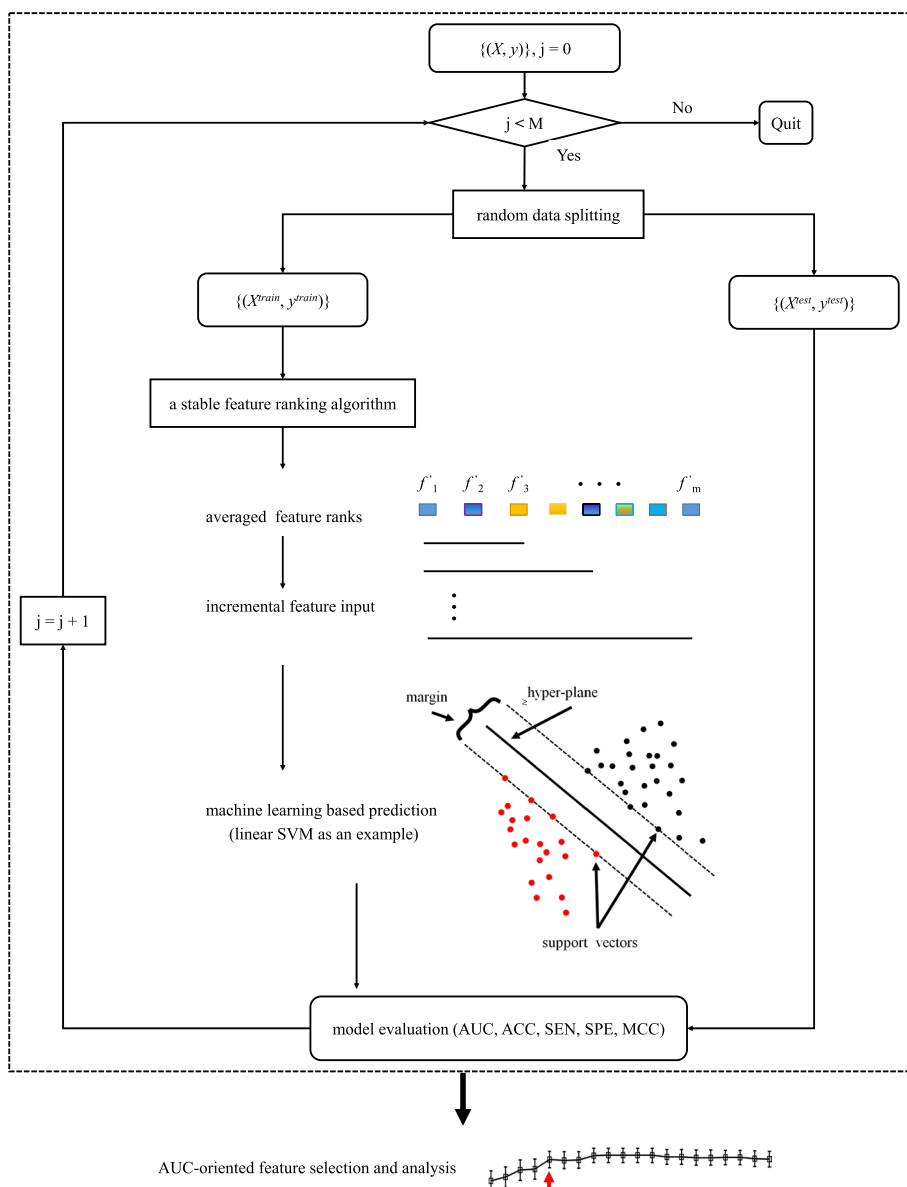 {(X, y)}, j = 0
j < M
No
Quit
Yes
random data splitting
{(X^train, y^train)}
{(X^test, y^test)}
a stable feature ranking algorithm
f'1 f'2 f'3 · · · f'm
averaged feature ranks
incremental feature input
j = j + 1
margin
≥hyper-plane
machine learning based prediction
(linear SVM as an example)
support vectors
model evaluation (AUC, ACC, SEN, SPE, MCC)
AUC-oriented feature selection and analysis